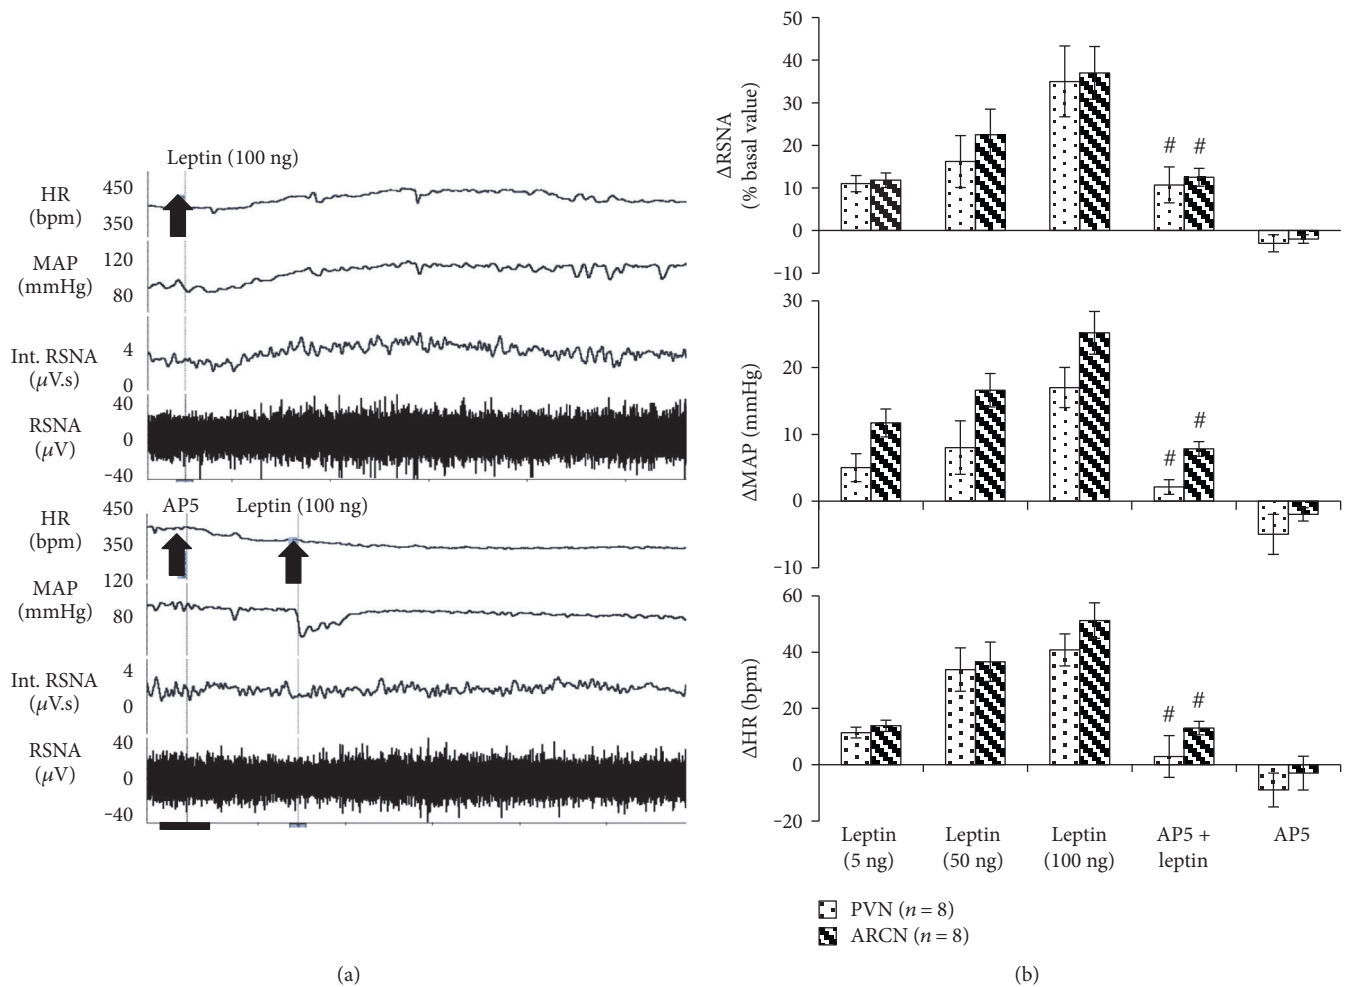 Leptin (100 ng)
HR
(bpm)
450
350
MAP
(mmHg)
120
80
Int. RSNA
(μV.s)
4
0
RSNA
(μV)
40
0
−40
AP5
Leptin (100 ng)
HR
(bpm)
450
350
MAP
(mmHg)
120
80
Int. RSNA
(μV.s)
4
0
RSNA
(μV)
40
0
−40
(a)
ΔRSNA
(% basal value)
50
40
30
20
10
0
−10
# #
ΔMAP (mmHg)
30
20
10
0
−10
#
#
ΔHR (bpm)
60
40
20
0
−20
#
#
Leptin
(5 ng)
Leptin
(50 ng)
Leptin
(100 ng)
AP5 +
leptin
AP5
PVN (n = 8)
ARCN (n = 8)
(b)